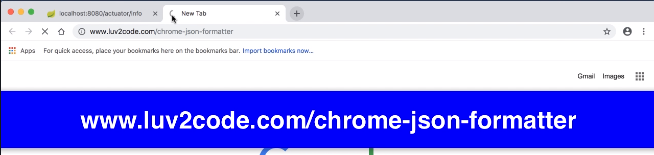 localhost:8080/actuator/info
New Tab
www.luv2code.com/chrome-json-formatter
Apps For quick access, place your bookmarks here on the bookmarks bar. Import bookmarks now...
Gmail Images
www.luv2code.com/chrome-json-formatter